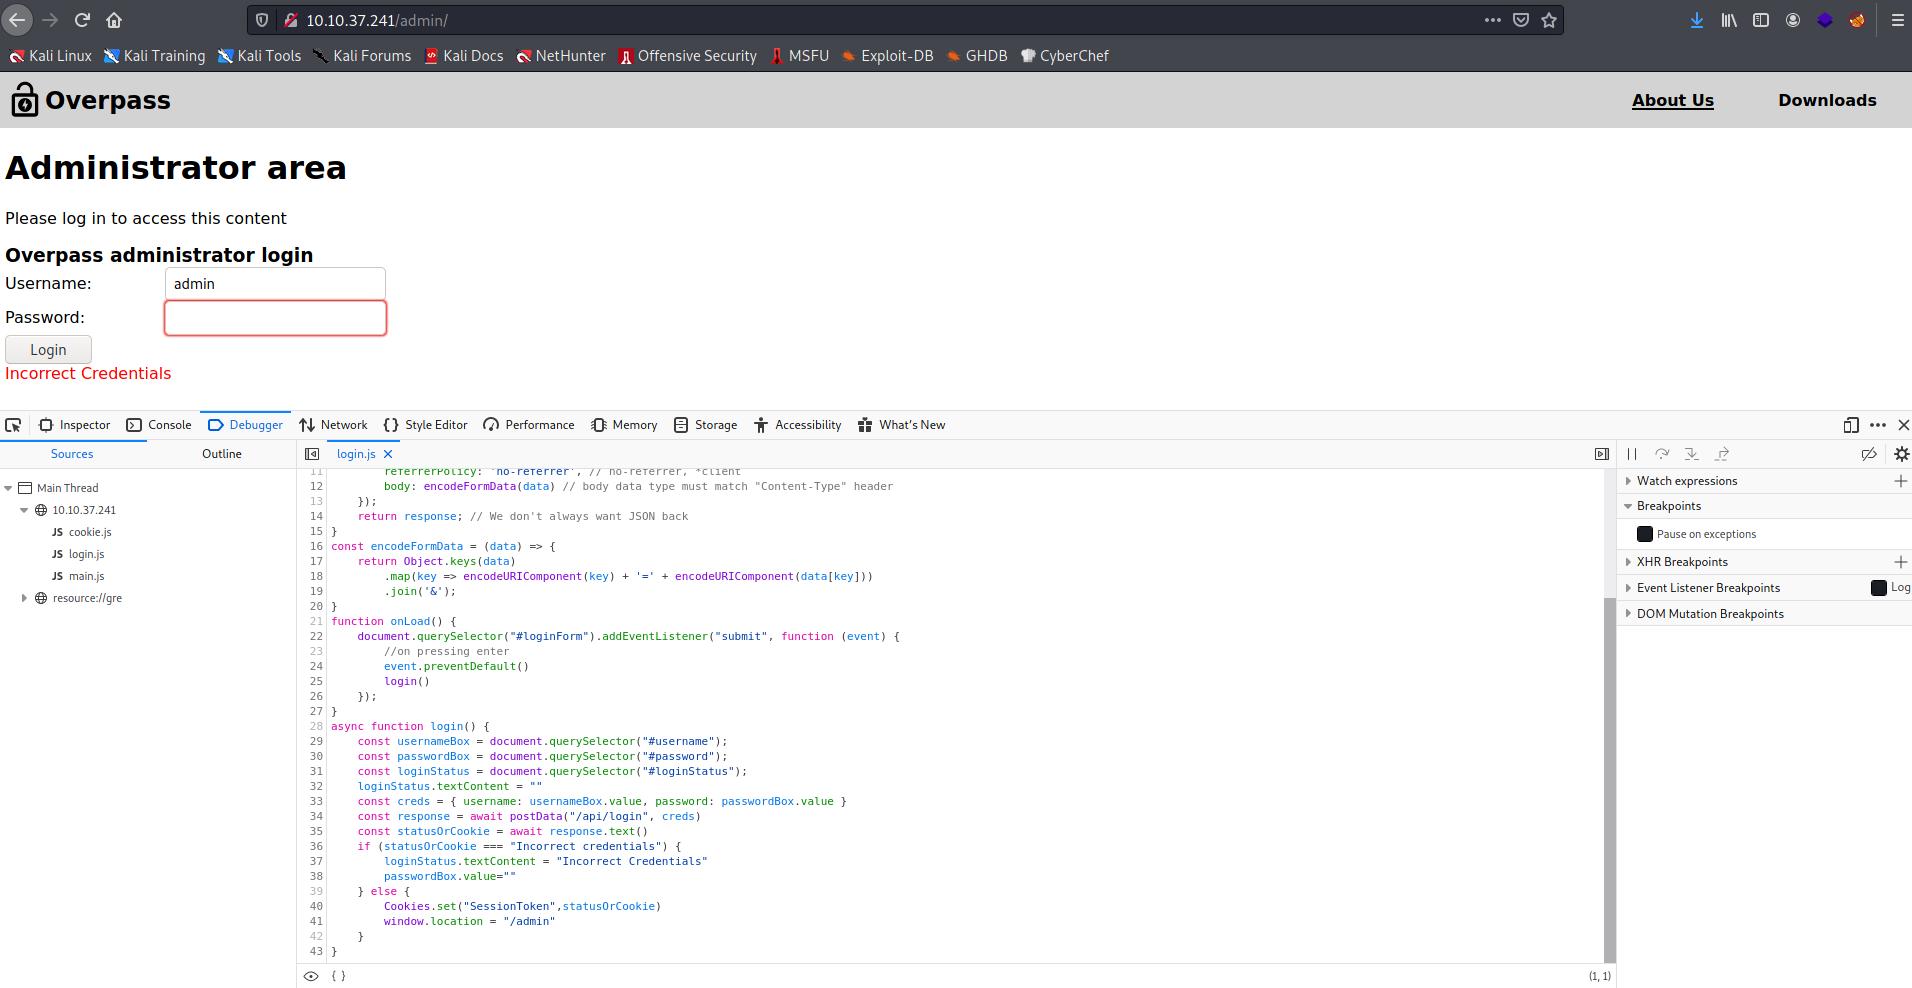 10.10.37.241/admin/
Kali Linux Kali Training Kali Tools Kali Forums Kali Docs NetHunter Offensive Security MSFU Exploit-DB GHDB CyberChef
Overpass About Us Downloads
Administrator area
Please log in to access this content
Overpass administrator login
Username: admin
Password:
Login
Incorrect Credentials
Inspector Console Debugger Network Style Editor Performance Memory Storage Accessibility What's New
Sources Outline login.js
Main Thread
10.10.37.241
JS cookie.js
JS login.js
JS main.js
resource://gre
11 referrerPolicy: 'no-referrer', // no-referrer, *client
12 body: encodeFormData(data) // body data type must match "Content-Type" header
13 });
14 return response; // We don't always want JSON back
15 }
16 const encodeFormData = (data) => {
17 return Object.keys(data)
18 .map(key => encodeURIComponent(key) + '=' + encodeURIComponent(data[key]))
19 .join('&');
20 }
21 function onLoad() {
22 document.querySelector("#loginForm").addEventListener("submit", function (event) {
23 //on pressing enter
24 event.preventDefault()
25 login()
26 });
27 }
28 async function login() {
29 const usernameBox = document.querySelector("#username");
30 const passwordBox = document.querySelector("#password");
31 const loginStatus = document.querySelector("#loginStatus");
32 loginStatus.textContent = ""
33 const creds = { username: usernameBox.value, password: passwordBox.value }
34 const response = await postData("/api/login", creds)
35 const statusOrCookie = await response.text()
36 if (statusOrCookie === "Incorrect credentials") {
37 loginStatus.textContent = "Incorrect Credentials"
38 passwordBox.value=""
39 } else {
40 Cookies.set("SessionToken",statusOrCookie)
41 window.location = "/admin"
42 }
43 }
{ } (1, 1)
Watch expressions
Breakpoints
Pause on exceptions
XHR Breakpoints
Event Listener Breakpoints Log
DOM Mutation Breakpoints